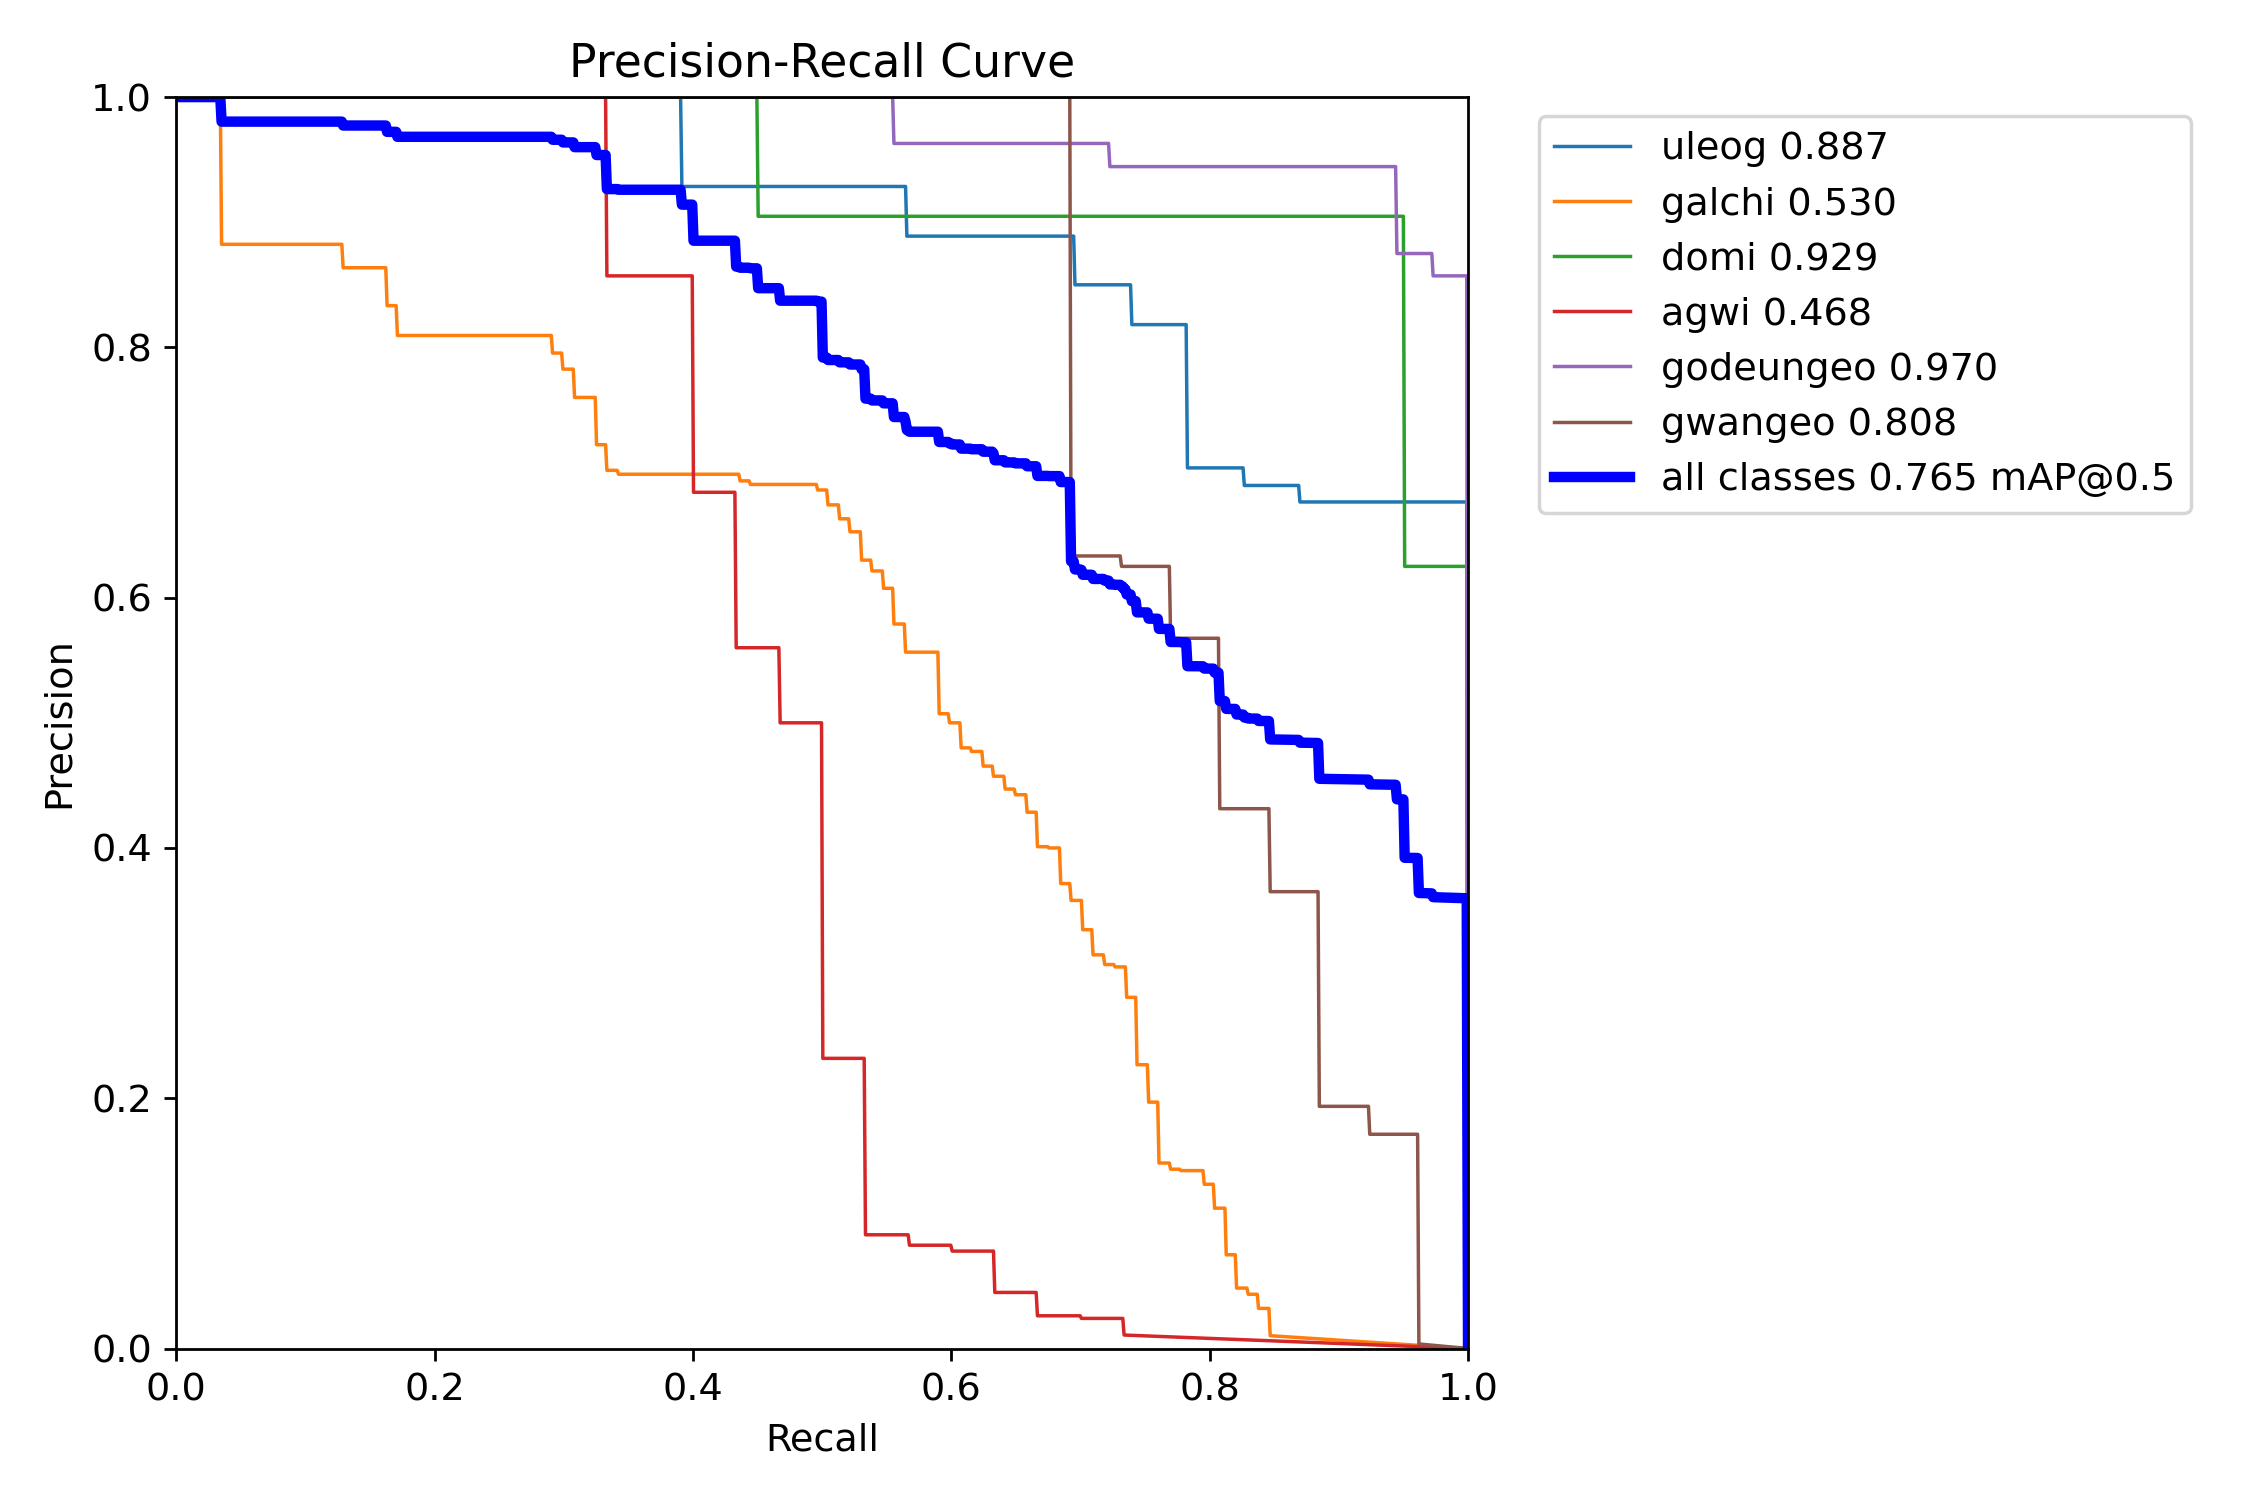 Precision-Recall Curve
1.0
0.8
0.6
0.4
0.2
0.0
Precision
0.0 0.2 0.4 0.6 0.8 1.0
Recall
uleog 0.887
galchi 0.530
domi 0.929
agwi 0.468
godeungeo 0.970
gwangeo 0.808
all classes 0.765 mAP@0.5